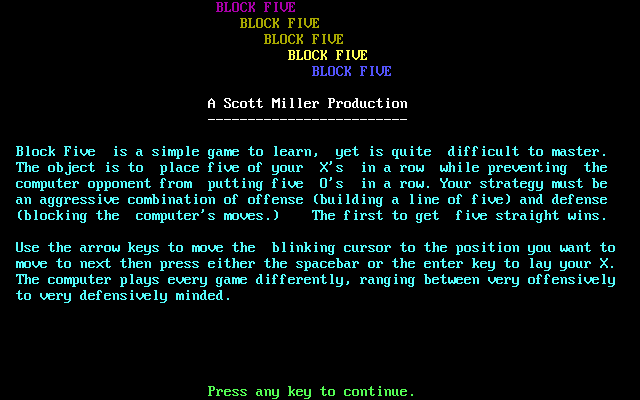 BLOCK FIVE
BLOCK FIVE
BLOCK FIVE
BLOCK FIVE
BLOCK FIVE
A Scott Miller Production
-------------------------
Block Five  is a simple game to learn,  yet is quite  difficult to master.
The object is to  place five of your  X's  in a row  while preventing  the
computer opponent from  putting five  O's  in a row. Your strategy must be
an aggressive combination of offense (building a line of five) and defense
(blocking the  computer's moves.)    The first to get  five straight wins.
Use the arrow keys to move the  blinking cursor to the position you want to
move to next then press either the spacebar or the enter key to lay your X.
The computer plays every game differently, ranging between very offensively
to very defensively minded.
Press any key to continue.